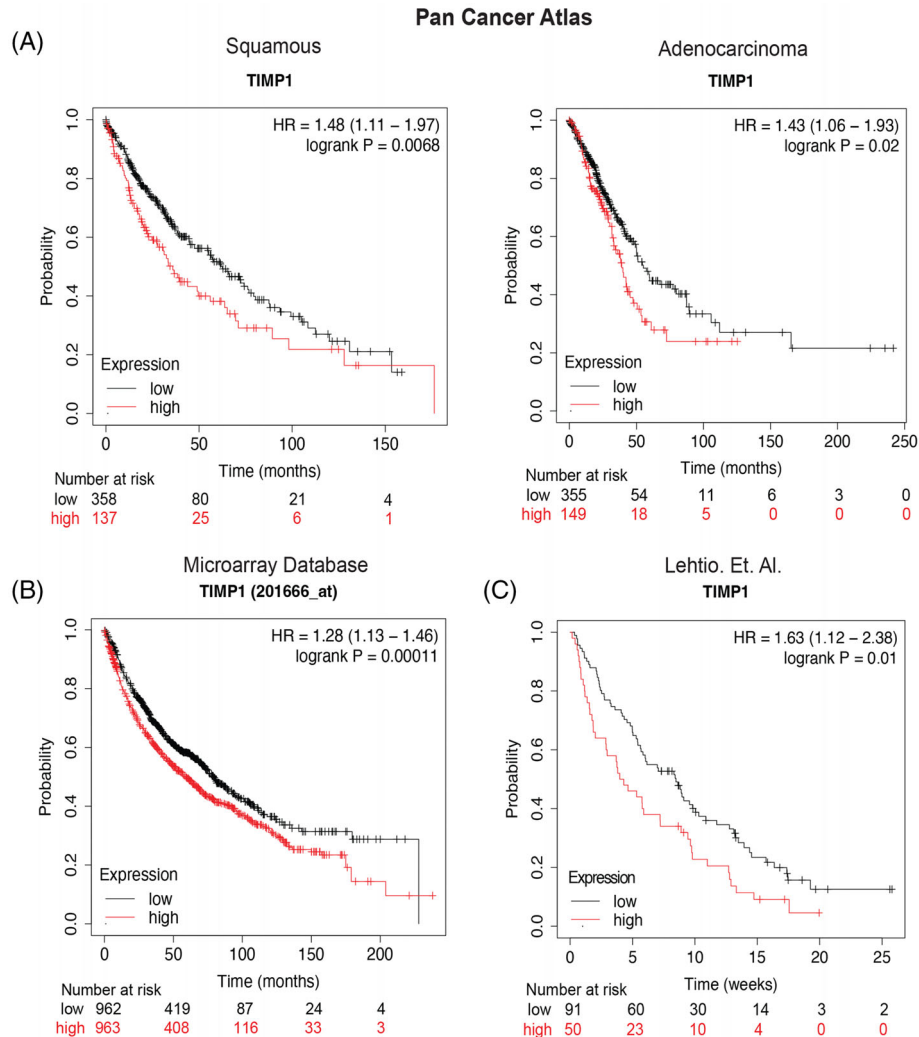 Pan Cancer Atlas
(A)
Squamous
TIMP1
HR = 1.48 (1.11 − 1.97)
logrank P = 0.0068
Probability
1.0
0.8
0.6
0.4
0.2
0.0
Expression
low
high
0 50 100 150
Time (months)
Number at risk
low 358 80 21 4
high 137 25 6 1
Adenocarcinoma
TIMP1
HR = 1.43 (1.06 − 1.93)
logrank P = 0.02
Probability
1.0
0.8
0.6
0.4
0.2
0.0
Expression
low
high
0 50 100 150 200 250
Time (months)
Number at risk
low 355 54 11 6 3 0
high 149 18 5 0 0 0
(B)
Microarray Database
TIMP1 (201666_at)
HR = 1.28 (1.13 − 1.46)
logrank P = 0.00011
Probability
1.0
0.8
0.6
0.4
0.2
0.0
Expression
low
high
0 50 100 150 200
Time (months)
Number at risk
low 962 419 87 24 4
high 963 408 116 33 3
(C)
Lehtio. Et. Al.
TIMP1
HR = 1.63 (1.12 − 2.38)
logrank P = 0.01
Probability
1.0
0.8
0.6
0.4
0.2
0.0
Expression
low
high
0 5 10 15 20 25
Time (weeks)
Number at risk
low 91 60 30 14 3 2
high 50 23 10 4 0 0